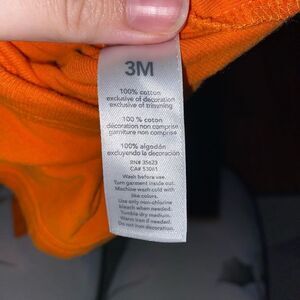 3M
100% cotton
exclusive of decoration
exclusive of trimming
100 % coton
décoration non comprise
garniture non comprise
100% algodón
excluyendo la decoración
RN# 35623
CA# 53081
Wash before use.
Turn garment inside out.
Machine wash cold with
like colors.
Use only non-chlorine
bleach when needed.
Tumble dry medium.
Warm iron if needed.
Do not iron decoration.